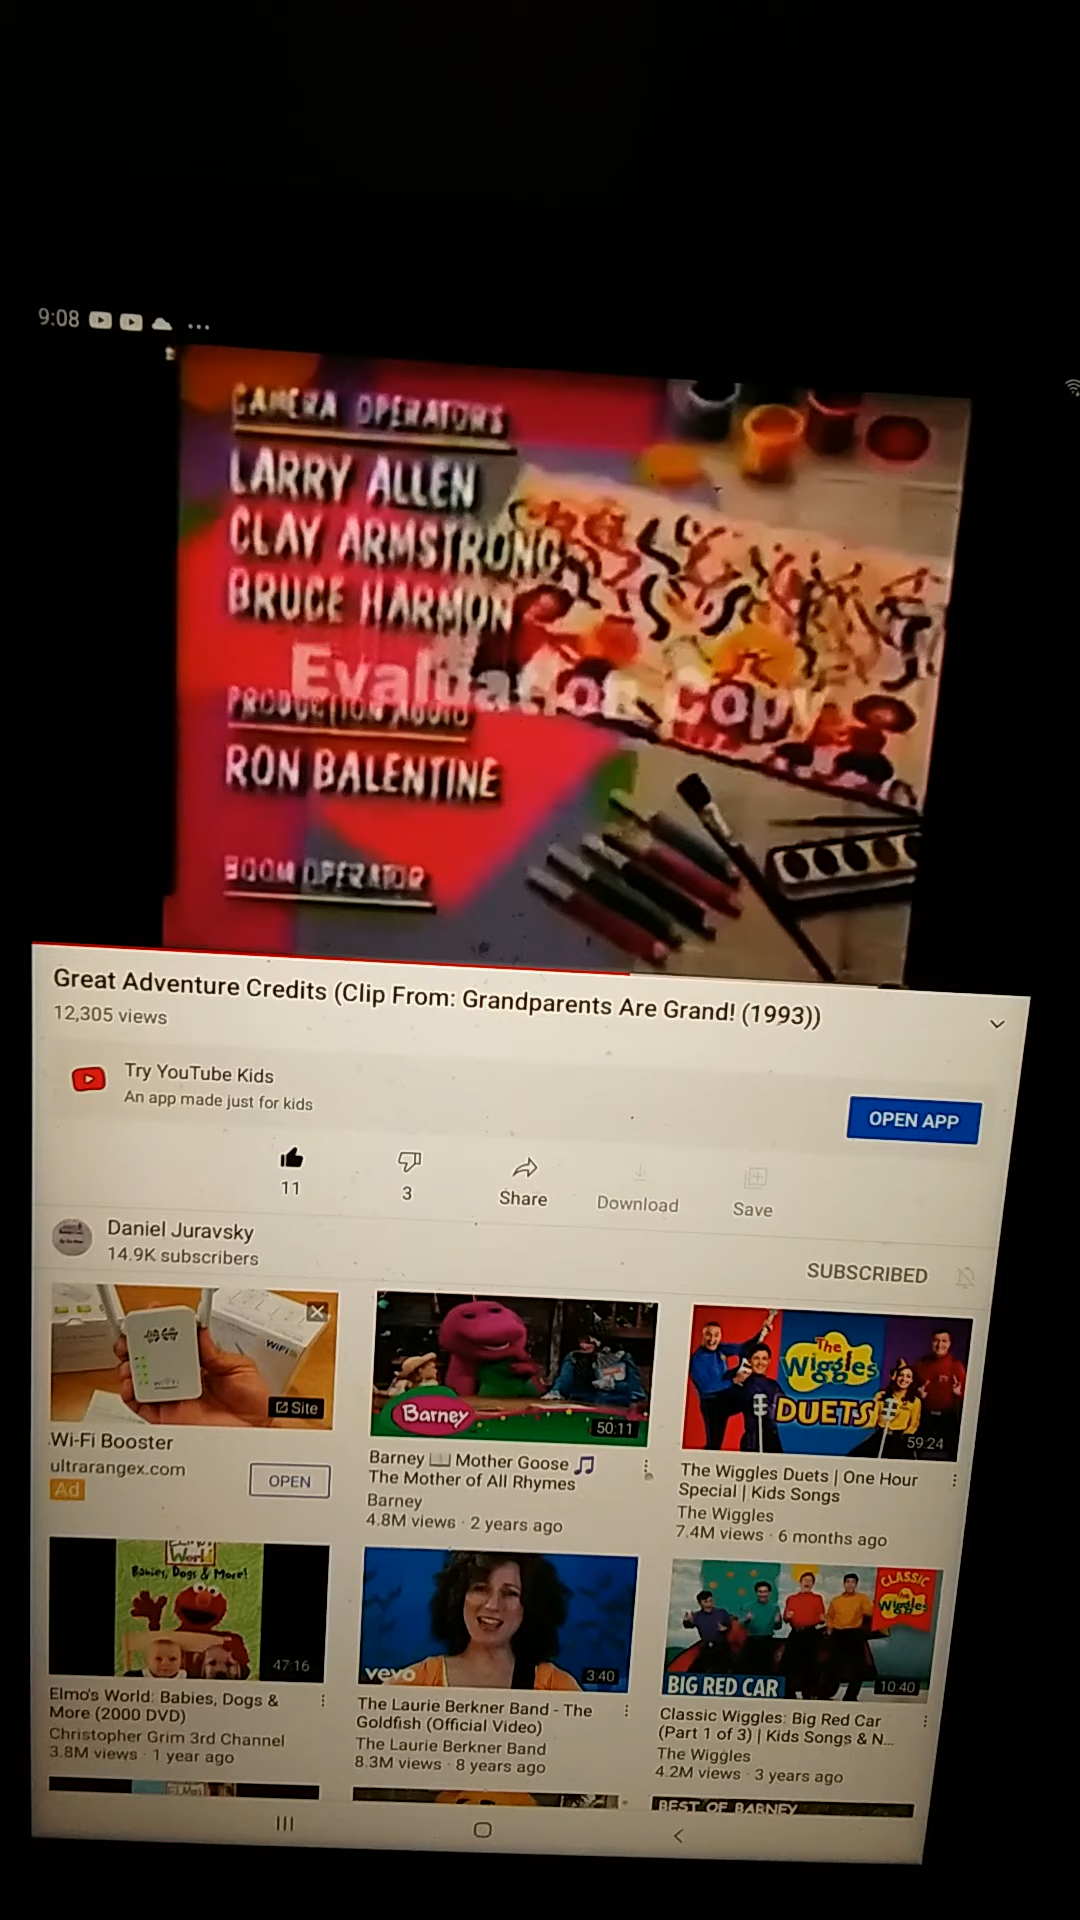 9:08
CAMERA OPERATORS
LARRY ALLEN
CLAY ARMSTRONG
BRUCE HARMON
Evaluation Copy
PRODUCTION AUDIO
RON BALENTINE
BOOM OPERATOR
Great Adventure Credits (Clip From: Grandparents Are Grand! (1993))
12,305 views
Try YouTube Kids
An app made just for kids
OPEN APP
11
3
Share
Download
Save
Daniel Juravsky
14.9K subscribers
SUBSCRIBED
WiFi
Site
Wi-Fi Booster
ultrarangex.com
Ad
OPEN
Barney
50:11
Barney 📖 Mother Goose 🎵
The Mother of All Rhymes
Barney
4.8M views · 2 years ago
The
Wiggles
DUETS
59:24
The Wiggles Duets | One Hour
Special | Kids Songs
The Wiggles
7.4M views · 6 months ago
World
Babies, Dogs & More!
47:16
Elmo's World: Babies, Dogs &
More (2000 DVD)
Christopher Grim 3rd Channel
3.8M views · 1 year ago
vevo
3:40
The Laurie Berkner Band - The
Goldfish (Official Video)
The Laurie Berkner Band
8.3M views · 8 years ago
CLASSIC
the
Wiggles
BIG RED CAR
10:40
Classic Wiggles: Big Red Car
(Part 1 of 3) | Kids Songs & N...
The Wiggles
4.2M views · 3 years ago
BEST OF BARNEY